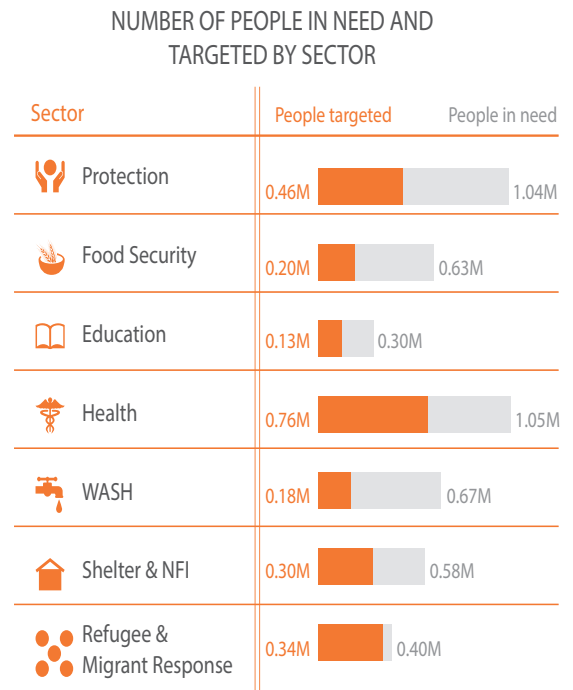 NUMBER OF PEOPLE IN NEED AND
TARGETED BY SECTOR
Sector People targeted People in need
Protection 0.46M 1.04M
Food Security 0.20M 0.63M
Education 0.13M 0.30M
Health 0.76M 1.05M
WASH 0.18M 0.67M
Shelter & NFI 0.30M 0.58M
Refugee &
Migrant Response 0.34M 0.40M